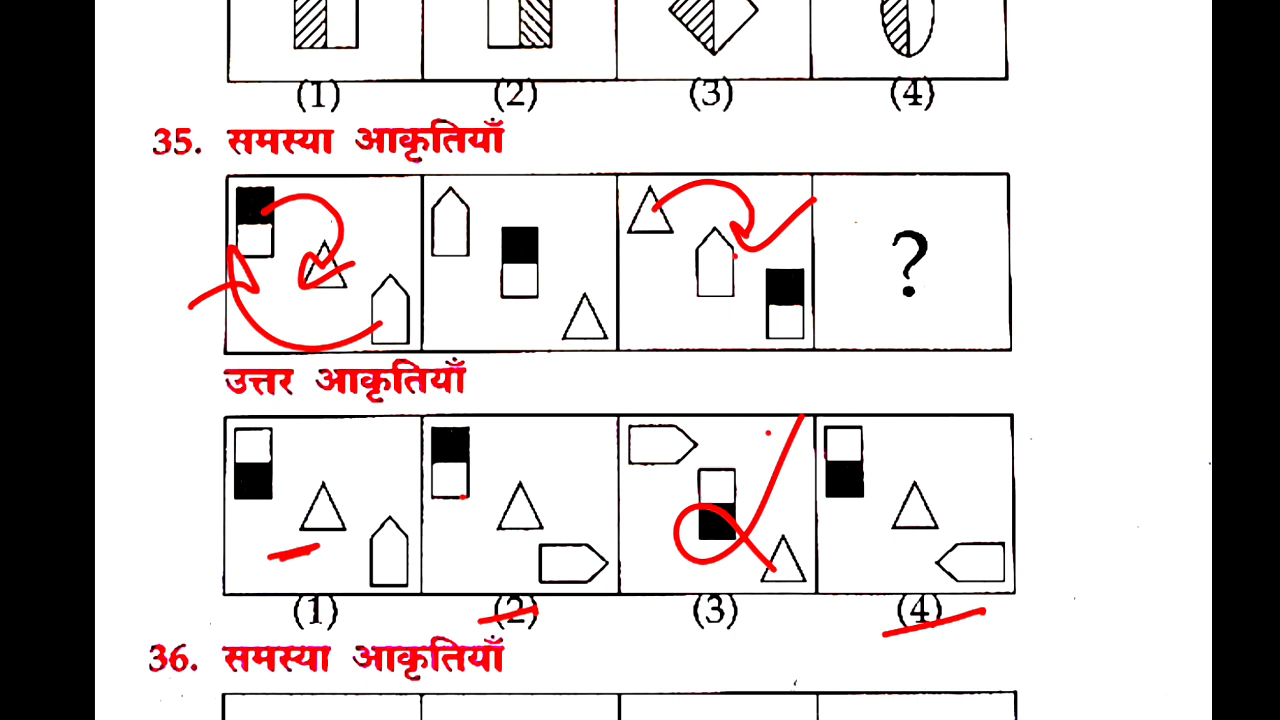 (1) (2) (3) (4)
35. समस्या आकृतियाँ
?
उत्तर आकृतियाँ
(1) (2) (3) (4)
36. समस्या आकृतियाँ